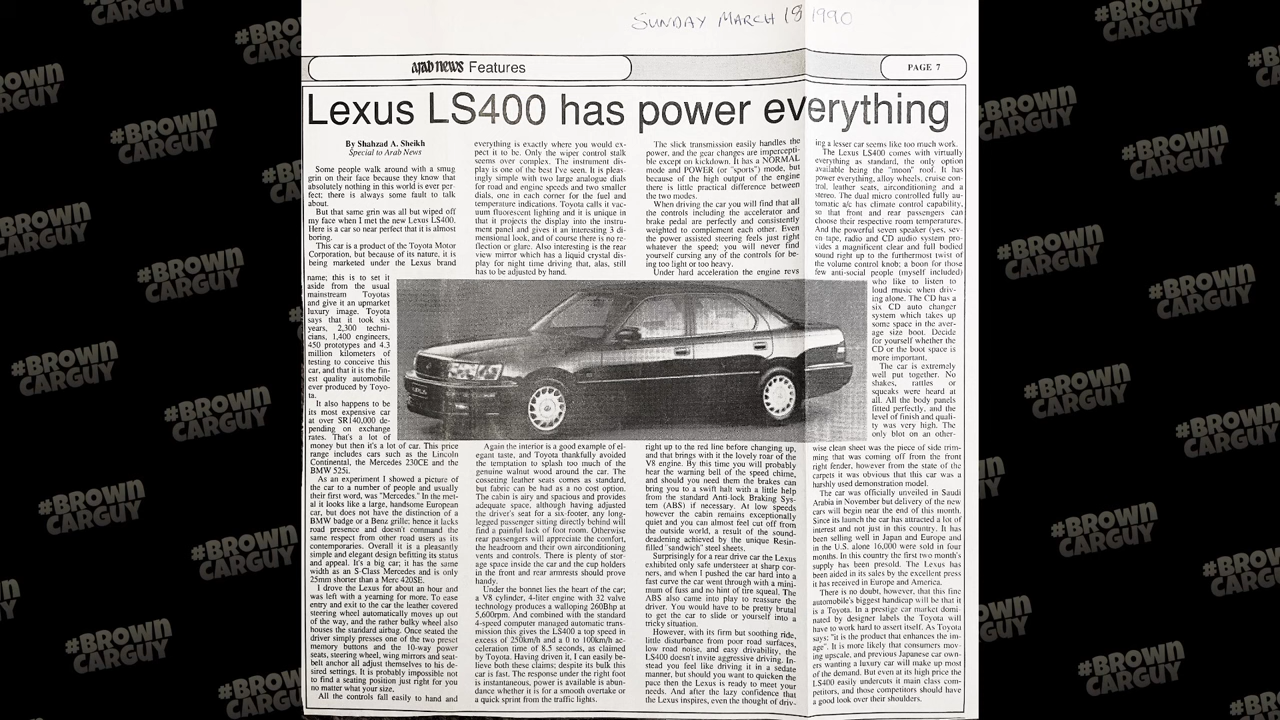 SUNDAY MARCH 18 1990
arab news Features
PAGE 7
Lexus LS400 has power everything
By Shahzad A. Sheikh
Special to Arab News
Some people walk around with a smug
grin on their face because they know that
absolutely nothing in this world is ever per-
fect; there is always some fault to talk
about.
But that same grin was all but wiped off
my face when I met the new Lexus LS400.
Here is a car so near perfect that it is almost
boring.
This car is a product of the Toyota Motor
Corporation, but because of its nature, it is
being marketed under the Lexus brand
name; this is to set it
aside from the usual
mainstream Toyotas
and give it an upmarket
luxury image. Toyota
says that it took six
years, 2,300 techni-
cians, 1,400 engineers,
450 prototypes and 4.3
million kilometers of
testing to conceive this
car, and that it is the fin-
est quality automobile
ever produced by Toyo-
ta.
It also happens to be
its most expensive car
at over SR140,000 de-
pending on exchange
rates. That's a lot of
money but then it's a lot of car. This price
range includes cars such as the Lincoln
Continental, the Mercedes 230CE and the
BMW 525i.
As an experiment I showed a picture of
the car to a number of people and usually
their first word, was "Mercedes." In the met-
al it looks like a large, handsome European
car, but does not have the distinction of a
BMW badge or a Benz grille; hence it lacks
road presence and doesn't command the
same respect from other road users as its
contemporaries. Overall it is a pleasantly
simple and elegant design befitting its status
and appeal. It's a big car; it has the same
width as an S-Class Mercedes and is only
25mm shorter than a Merc 420SE.
I drove the Lexus for about an hour and
was left with a yearning for more. To ease
entry and exit to the car the leather covered
steering wheel automatically moves up out
of the way, and the rather bulky wheel also
houses the standard airbag. Once seated the
driver simply presses one of the two preset
memory buttons and the 10-way power
seats, steering wheel, wing mirrors and seat-
belt anchor all adjust themselves to his de-
sired settings. It is probably impossible not
to find a seating position just right for you
no matter what your size.
All the controls fall easily to hand and
everything is exactly where you would ex-
pect it to be. Only the wiper control stalk
seems over complex. The instrument dis-
play is one of the best I've seen. It is pleas-
ingly simple with two large analogue dials
for road and engine speeds and two smaller
dials, one in each corner for the fuel and
temperature indications. Toyota calls it vac-
uum fluorescent lighting and it is unique in
that it projects the display into the instru-
ment panel and gives it an interesting 3 di-
mensional look, and of course there is no re-
flection or glare. Also interesting is the rear
view mirror which has a liquid crystal dis-
play for night time driving that, alas, still
has to be adjusted by hand.
Again the interior is a good example of el-
egant taste, and Toyota thankfully avoided
the temptation to splash too much of the
genuine walnut wood around the car. The
cosseting leather seats comes as standard,
but fabric can be had as a no cost option.
The cabin is airy and spacious and provides
adequate space, although having adjusted
the driver's seat for a six-footer, any long-
legged passenger sitting directly behind will
find a painful lack of foot room. Otherwise
rear passengers will appreciate the comfort,
the headroom and their own airconditioning
vents and controls. There is plenty of stor-
age space inside the car and the cup holders
in the front and rear armrests should prove
handy.
Under the bonnet lies the heart of the car;
a V8 cylinder, 4-liter engine with 32 valve
technology produces a walloping 260Bhp at
5,600rpm. And combined with the standard
4-speed computer managed automatic trans-
mission this gives the LS400 a top speed in
excess of 250km/h and a 0 to 100km/h ac-
celeration time of 8.5 seconds, as claimed
by Toyota. Having driven it, I can easily be-
lieve both these claims; despite its bulk this
car is fast. The response under the right foot
is instantaneous, power is available in abun-
dance whether it is for a smooth overtake or
a quick sprint from the traffic lights.
The slick transmission easily handles the
power, and the gear changes are impercepti-
ble except on kickdown. It has a NORMAL
mode and POWER (or "sports") mode, but
because of the high output of the engine
there is little practical difference between
the two modes.
When driving the car you will find that all
the controls including the accelerator and
brake pedal are perfectly and consistently
weighted to complement each other. Even
the power assisted steering feels just right
whatever the speed; you will never find
yourself cursing any of the controls for be-
ing too light or too heavy.
Under hard acceleration the engine revs
right up to the red line before changing up,
and that brings with it the lovely roar of the
V8 engine. By this time you will probably
hear the warning bell of the speed chime,
and should you need them the brakes can
bring you to a swift halt with a little help
from the standard Anti-lock Braking Sys-
tem (ABS) if necessary. At low speeds
however the cabin remains exceptionally
quiet and you can almost feel cut off from
the outside world, a result of the sound-
deadening achieved by the unique Resin-
filled "sandwich" steel sheets.
Surprisingly for a rear drive car the Lexus
exhibited only safe understeer at sharp cor-
ners, and when I pushed the car hard into a
fast curve the car went through with a mini-
mum of fuss and no hint of tire squeal. The
ABS also came into play to reassure the
driver. You would have to be pretty brutal
to get the car to slide or yourself into a
tricky situation.
However, with its firm but soothing ride,
little disturbance from poor road surfaces,
low road noise, and easy drivability, the
LS400 doesn't invite aggressive driving. In-
stead you feel like driving it in a sedate
manner, but should you want to quicken the
pace then the Lexus is ready to meet your
needs. And after the lazy confidence that
the Lexus inspires, even the thought of driv-
ing a lesser car seems like too much work.
The Lexus LS400 comes with virtually
everything as standard, the only option
available being the "moon" roof. It has
power everything, alloy wheels, cruise con-
trol, leather seats, airconditioning and a
stereo. The dual micro controlled fully au-
tomatic a/c has climate control capability,
so that front and rear passengers can
choose their respective room temperatures.
And the powerful seven speaker (yes, sev-
en tape, radio and CD audio system pro-
vides a magnificent clear and full bodied
sound right up to the furthermost twist of
the volume control knob; a boon for those
few anti-social people (myself included)
who like to listen to
loud music when driv-
ing alone. The CD has a
six CD auto changer
system which takes up
some space in the aver-
age size boot. Decide
for yourself whether the
CD or the boot space is
more important.
The car is extremely
well put together. No
shakes, rattles or
squeaks were heard at
all. All the body panels
fitted perfectly, and the
level of finish and quali-
ty was very high. The
only blot on an other-
wise clean sheet was the piece of side trim-
ming that was coming off from the front
right fender, however from the state of the
carpets it was obvious that this car was a
harshly used demonstration model.
The car was officially unveiled in Saudi
Arabia in November but delivery of the new
cars will begin near the end of this month.
Since its launch the car has attracted a lot of
interest and not just in this country. It has
been selling well in Japan and Europe and
in the U.S. alone 16,000 were sold in four
months. In this country the first two month's
supply has been presold. The Lexus has
been aided in its sales by the excellent press
it has received in Europe and America.
There is no doubt, however, that this fine
automobile's biggest handicap will be that it
is a Toyota. In a prestige car market domi-
nated by designer labels the Toyota will
have to work hard to assert itself. As Toyota
says; "it is the product that enhances the im-
age". It is more likely that consumers mov-
ing upscale, and previous Japanese car own-
ers wanting a luxury car will make up most
of the demand. But even at its high price the
LS400 easily undercuts it main class com-
petitors, and those competitors should have
a good look over their shoulders.
#BROWN
CARGUY